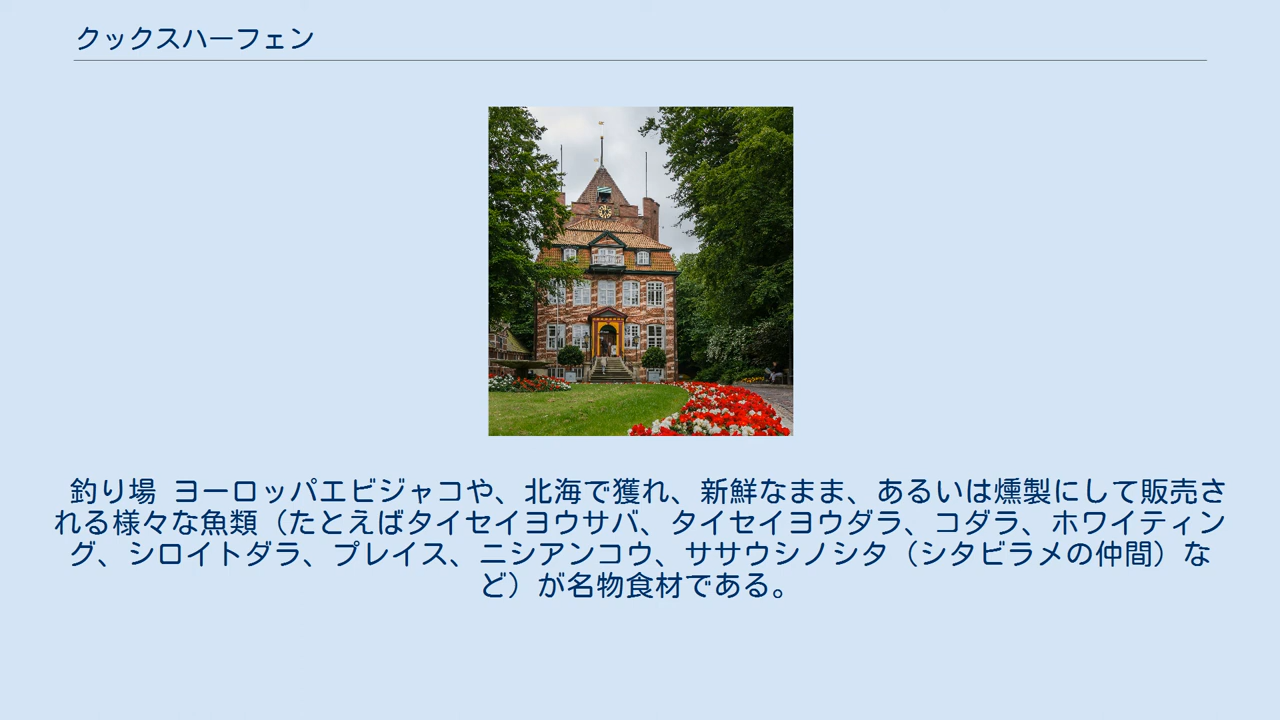 クックスハーフェン
釣り場 ヨーロッパエビジャコや、北海で獲れ、新鮮なまま、あるいは燻製にして販売さ
れる様々な魚類（たとえばタイセイヨウサバ、タイセイヨウダラ、コダラ、ホワイティン
グ、シロイトダラ、プレイス、ニシアンコウ、ササウシノシタ（シタビラメの仲間）な
ど）が名物食材である。